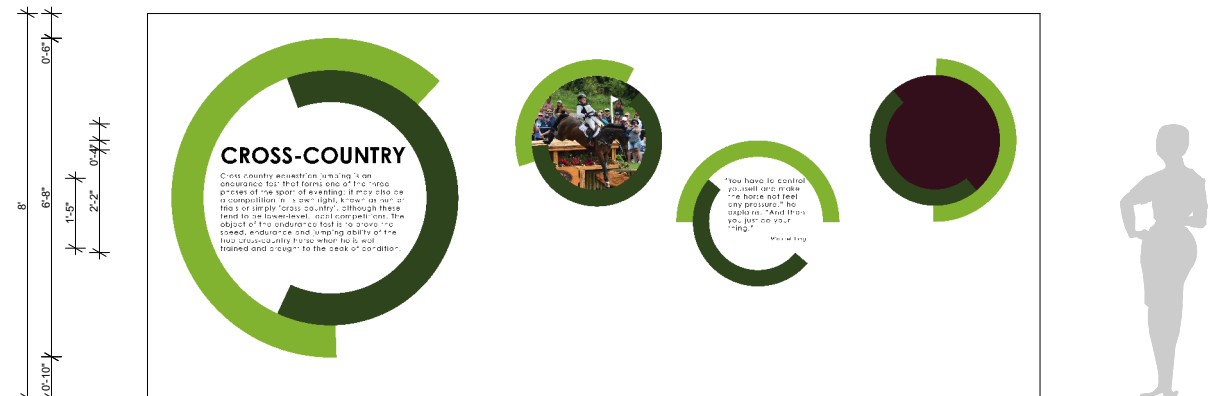 8'
0'-6"
6'-8"
0'-10"
1'-5"
0'-4"
2'-2"
CROSS-COUNTRY
Cross country equestrian jumping is an
endurance test that forms one of the three
phases of the sport of eventing; it may also be
a competition in its own right, known as hunter
trials or simply "cross country", although these
tend to be lower-level, local competitions. The
object of the endurance test is to prove the
speed, endurance and jumping ability of the
true cross-country horse when he is well
trained and brought to the peak of condition.
"You have to control
yourself and make
the horse not feel
any pressure," he
explains. "And then
you just do your
thing."